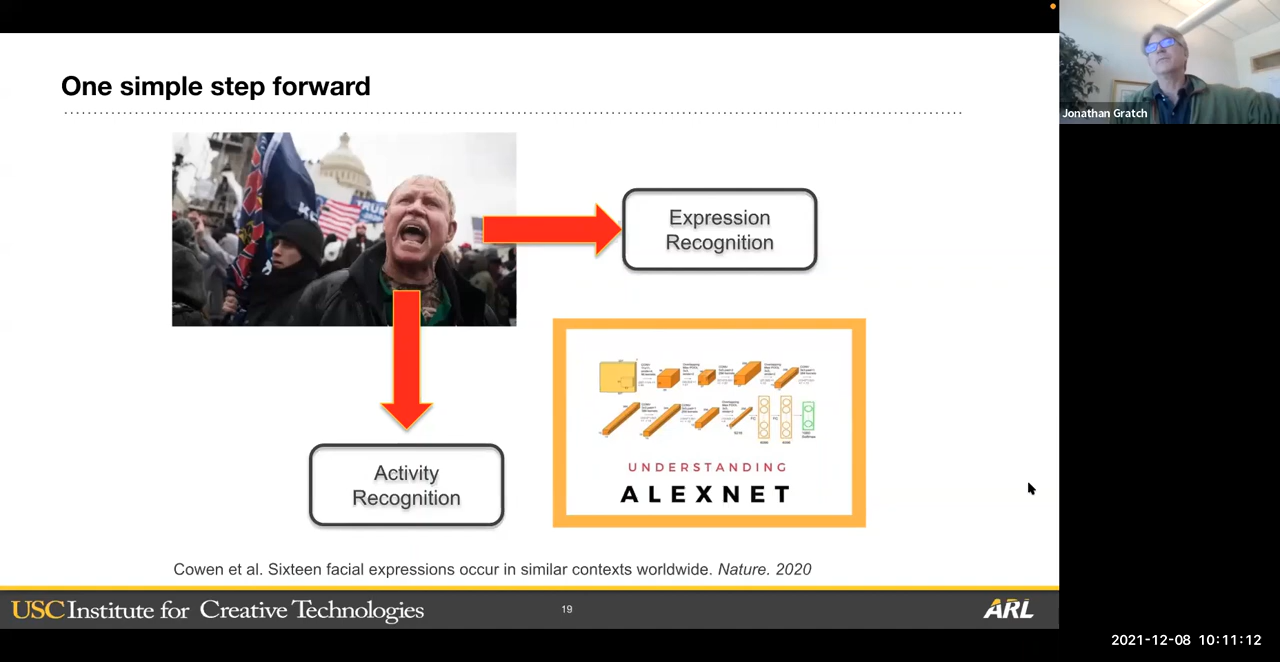 One simple step forward
Jonathan Gratch
TRUMP
Expression
Recognition
Activity
Recognition
UNDERSTANDING
ALEXNET
Cowen et al. Sixteen facial expressions occur in similar contexts worldwide. Nature. 2020
USC Institute for Creative Technologies
19
ARL
2021-12-08 10:11:12